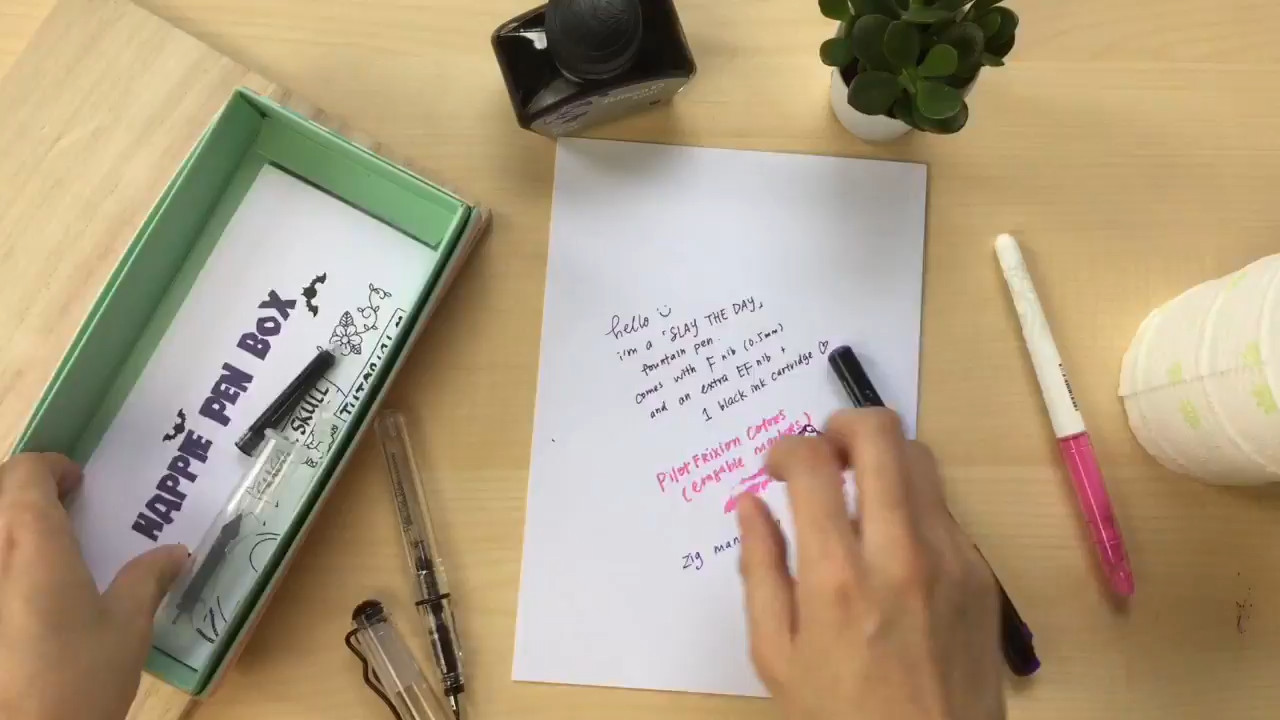 HAPPIE PEN BOX
SKULL
TUTORIAL
hello
i'm a "SLAY THE DAY"
fountain pen.
comes with F nib (0.5mm)
and an extra EF nib +
1 black ink cartridge
Pilot FriXion Colors
(erasable markers)
Zig